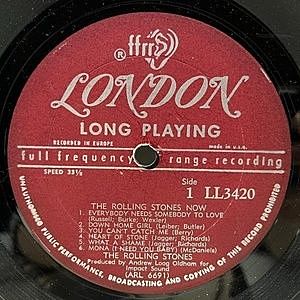 ffrr
®
LONDON
LONG PLAYING
RECORDED IN EUROPE
made in u.s.a.
full frequency range recording
SPEED 33⅓
Side
1 LL3420
THE ROLLING STONES NOW
1. EVERYBODY NEEDS SOMEBODY TO LOVE
(Russell; Burke; Wexler)
2. DOWN HOME GIRL (Leiber; Butler)
3. YOU CAN'T CATCH ME (Berry)
4. HEART OF STONE (Jagger; Richards)
5. WHAT A SHAME (Jagger; Richards)
6. MONA (I NEED YOU BABY) (McDaniels)
THE ROLLING STONES
Produced by Andrew Loog Oldham for
Impact Sound
(ARL 6691)
UNAUTHORISED PUBLIC PERFORMANCE, BROADCASTING AND COPYING OF THIS RECORD PROHIBITED